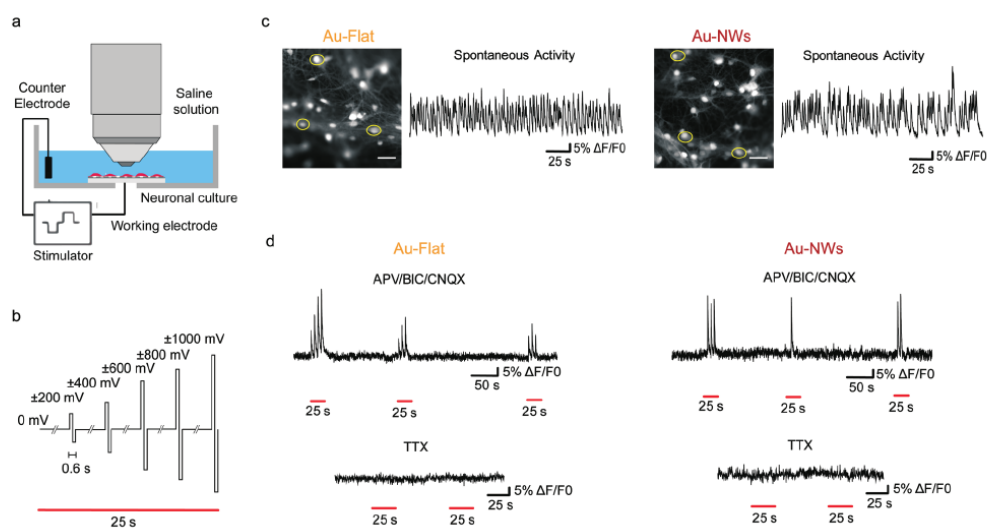 a
Counter
Electrode
Saline
solution
Neuronal culture
Working electrode
Stimulator
b
±1000 mV
±800 mV
±600 mV
±400 mV
±200 mV
0 mV
0.6 s
25 s
c
Au-Flat
Spontaneous Activity
5% ΔF/F0
25 s
Au-NWs
Spontaneous Activity
5% ΔF/F0
25 s
d
Au-Flat
APV/BIC/CNQX
5% ΔF/F0
50 s
25 s
25 s
25 s
TTX
5% ΔF/F0
25 s
25 s
25 s
Au-NWs
APV/BIC/CNQX
5% ΔF/F0
50 s
25 s
25 s
25 s
TTX
5% ΔF/F0
25 s
25 s
25 s